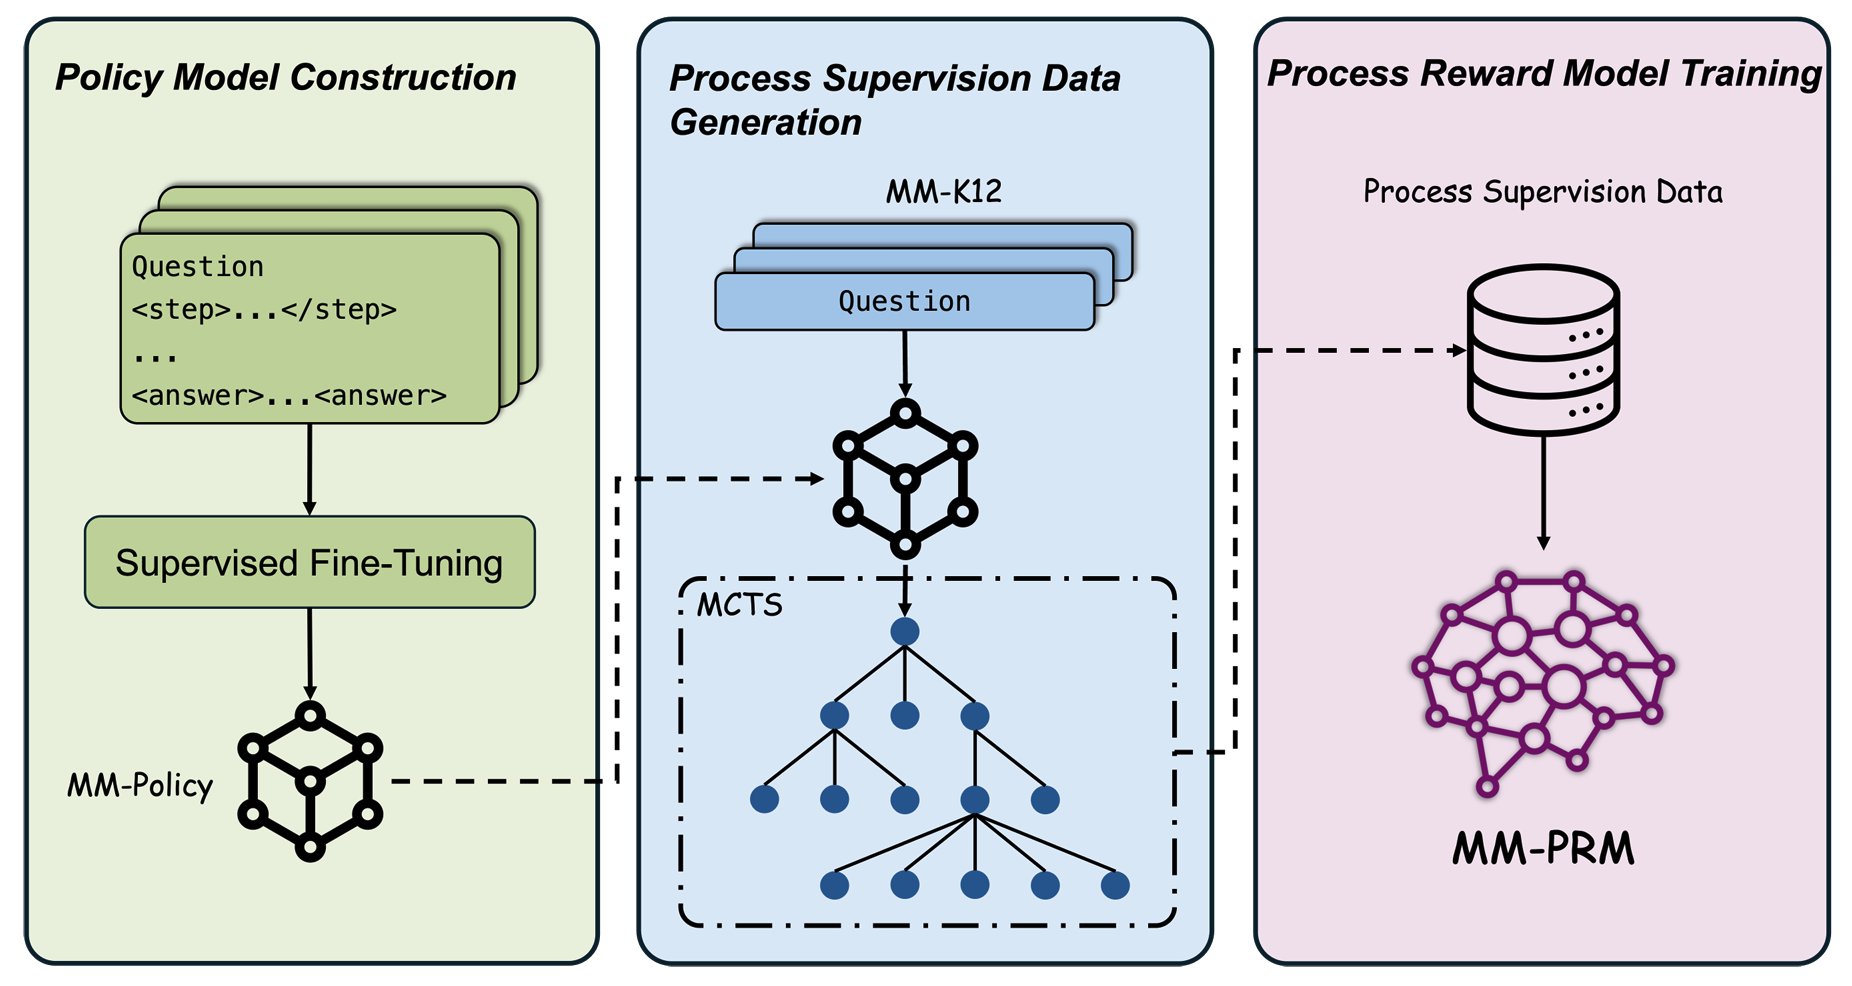 Policy Model Construction
Question
<step>...</step>
...
<answer>...<answer>
Supervised Fine-Tuning
MM-Policy
Process Supervision Data
Generation
MM-K12
Question
MCTS
Process Reward Model Training
Process Supervision Data
MM-PRM